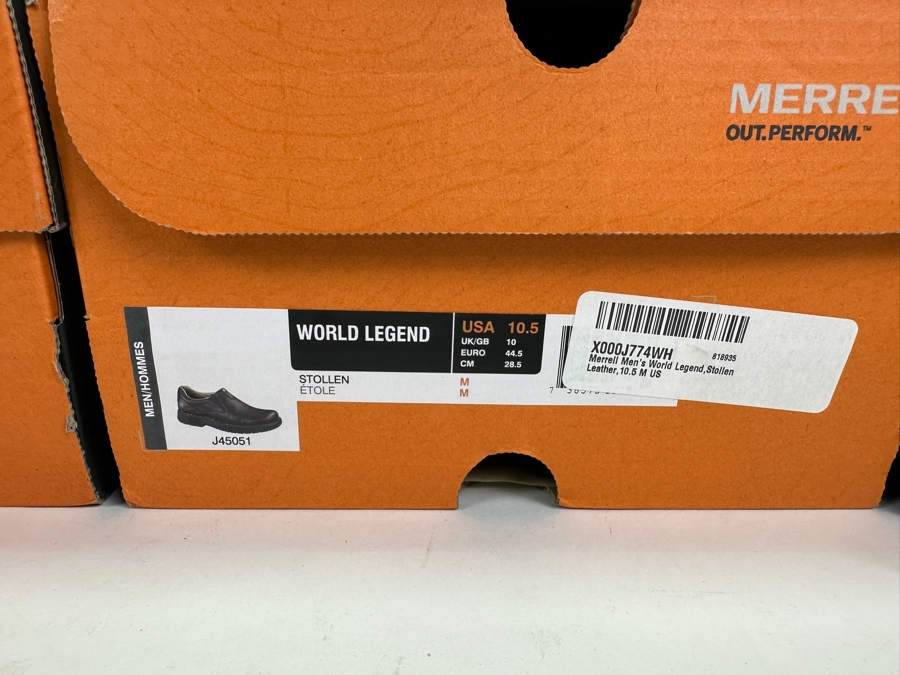 MERRE
OUT.PERFORM.™
MEN/HOMMES
J45051
WORLD LEGEND
STOLLEN
ÉTOLE
USA 10.5
UK/GB 10
EURO 44.5
CM 28.5
M
M
7
X000J774WH 818935
Merrell Men's World Legend,Stollen
Leather,10.5 M US